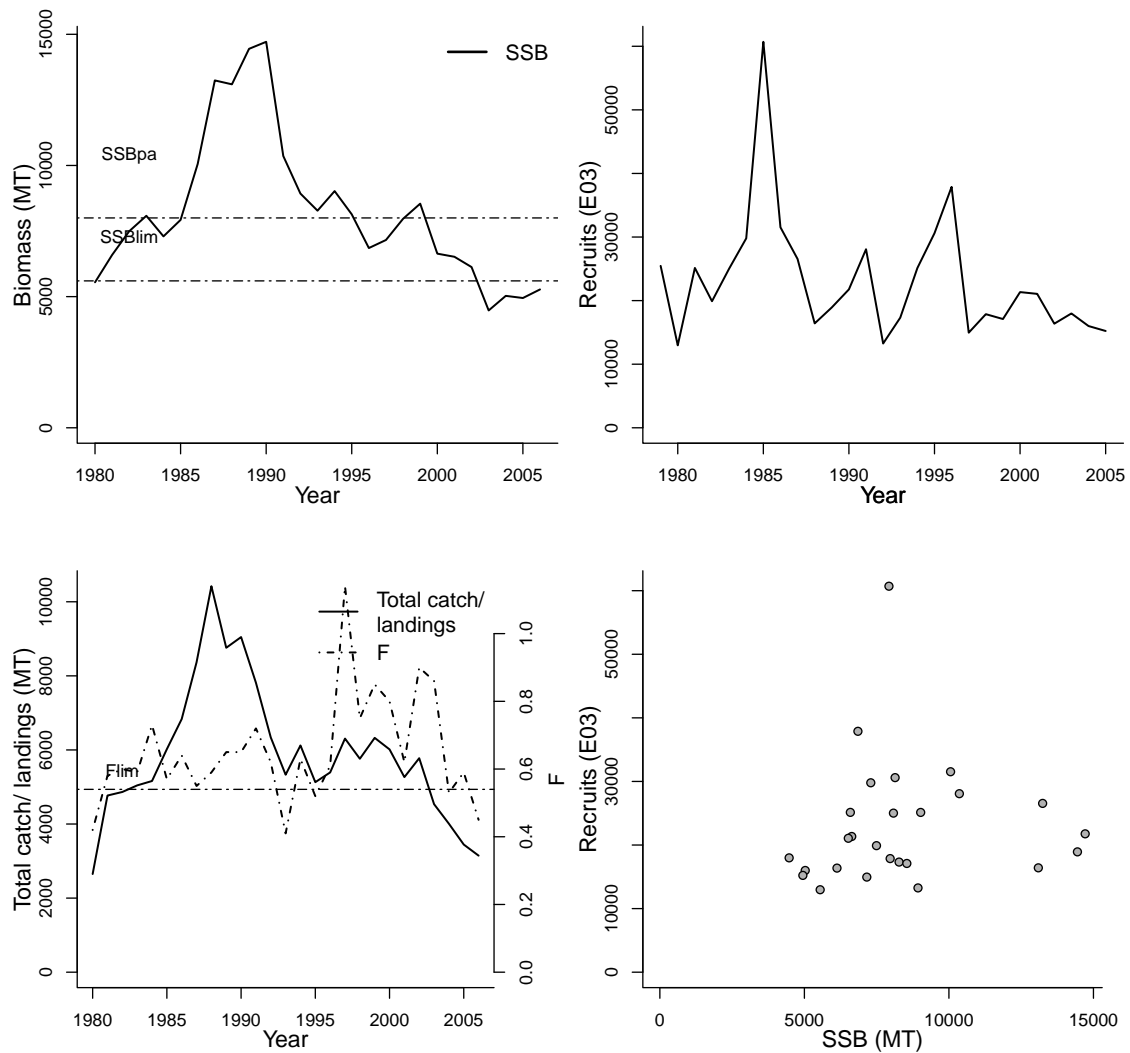 SSB
SSBpa
SSBlim
Biomass (MT)
0
5000
10000
15000
1980
1985
1990
1995
2000
2005
Year
Recruits (E03)
0
10000
30000
50000
1980
1985
1990
1995
2000
2005
Year
Total catch/
landings
F
Flim
Total catch/ landings (MT)
0
2000
4000
6000
8000
10000
0.0
0.2
0.4
0.6
0.8
1.0
F
1980
1985
1990
1995
2000
2005
Year
Recruits (E03)
0
10000
30000
50000
0
5000
10000
15000
SSB (MT)